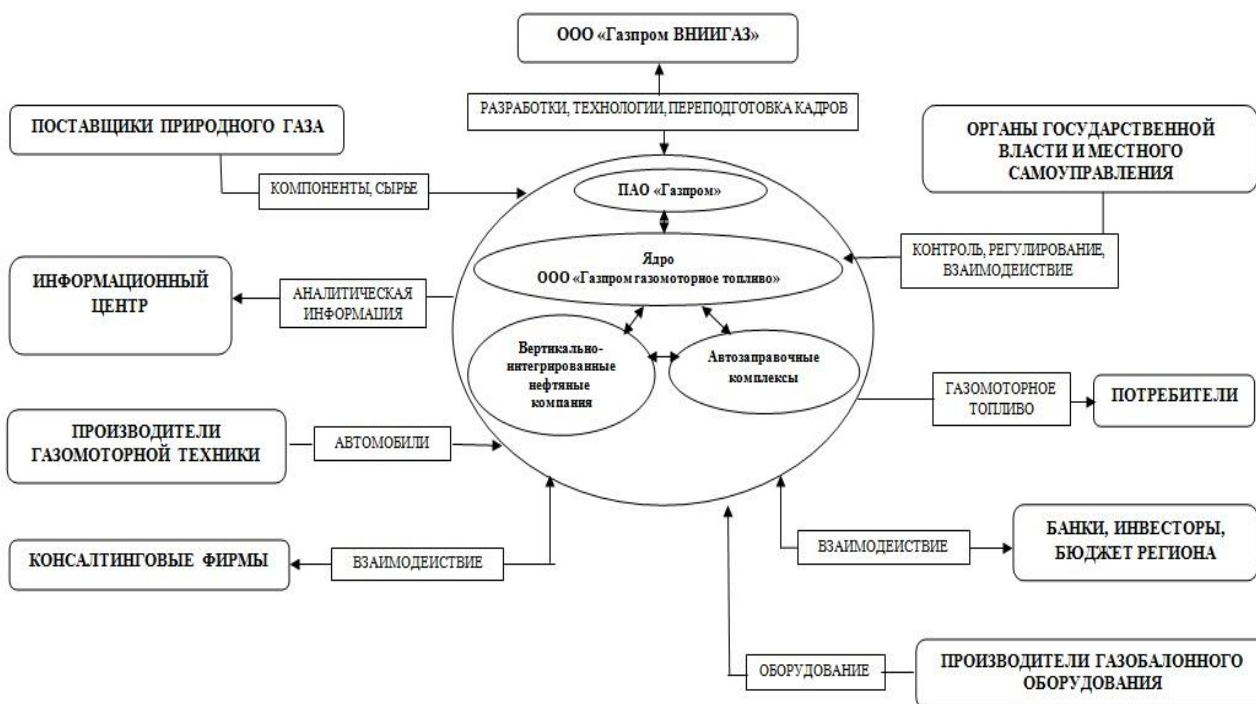 ООО «Газпром ВНИИГАЗ»
РАЗРАБОТКИ, ТЕХНОЛОГИИ, ПЕРЕПОДГОТОВКА КАДРОВ
ПОСТАВЩИКИ ПРИРОДНОГО ГАЗА
КОМПОНЕНТЫ, СЫРЬЕ
ОРГАНЫ ГОСУДАРСТВЕННОЙ
ВЛАСТИ И МЕСТНОГО
САМОУПРАВЛЕНИЯ
ПАО «Газпром»
КОНТРОЛЬ, РЕГУЛИРОВАНИЕ,
ВЗАИМОДЕЙСТВИЕ
Ядро
ООО «Газпром газомоторное топливо»
ИНФОРМАЦИОННЫЙ
ЦЕНТР
АНАЛИТИЧЕСКАЯ
ИНФОРМАЦИЯ
Вертикально-
интегрированные
нефтяные
компания
Автозаправочные
комплексы
ГАЗОМОТОРНОЕ
ТОПЛИВО
ПОТРЕБИТЕЛИ
ПРОИЗВОДИТЕЛИ
ГАЗОМОТОРНОЙ ТЕХНИКИ
АВТОМОБИЛИ
КОНСАЛТИНГОВЫЕ ФИРМЫ
ВЗАИМОДЕЙСТВИЕ
ВЗАИМОДЕЙСТВИЕ
БАНКИ, ИНВЕСТОРЫ,
БЮДЖЕТ РЕГИОНА
ОБОРУДОВАНИЕ
ПРОИЗВОДИТЕЛИ ГАЗОБАЛОННОГО
ОБОРУДОВАНИЯ